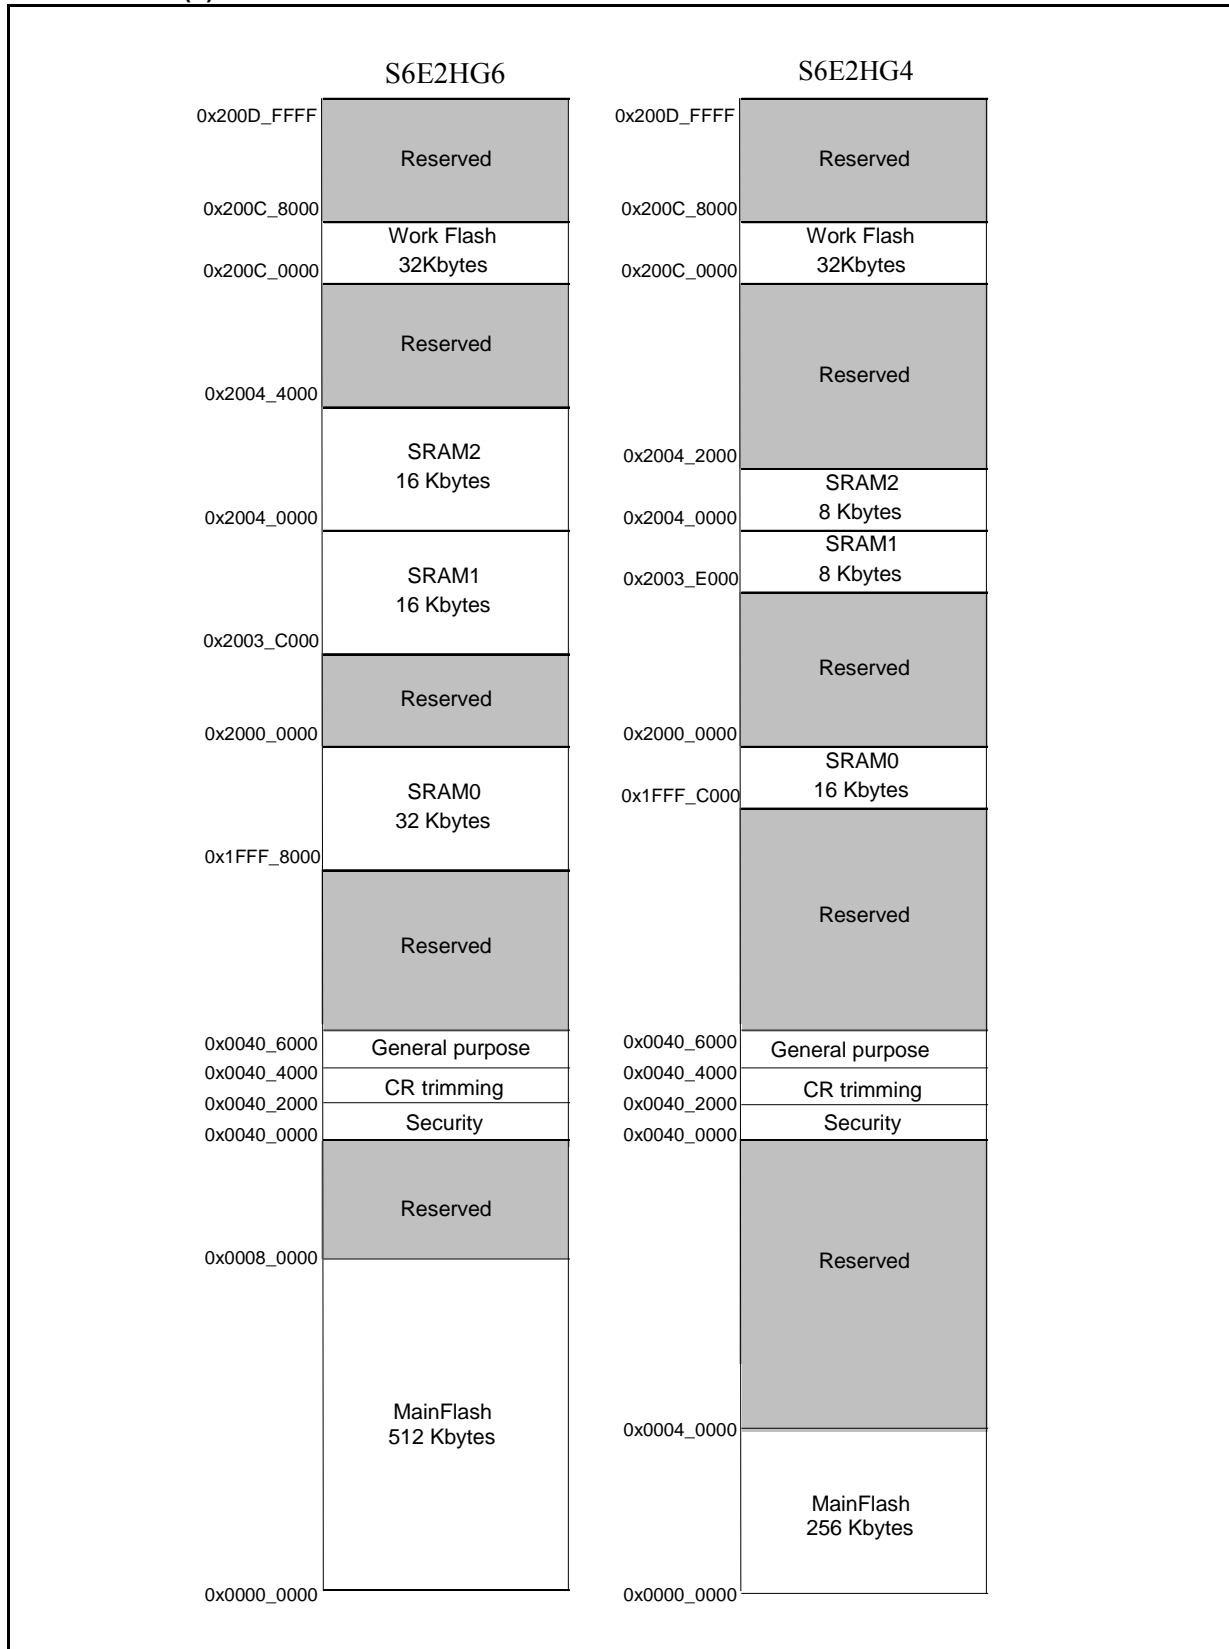 S6E2HG6
0x200D_FFFF
Reserved
0x200C_8000
Work Flash
32Kbytes
0x200C_0000
Reserved
0x2004_4000
SRAM2
16 Kbytes
0x2004_0000
SRAM1
16 Kbytes
0x2003_C000
Reserved
0x2000_0000
SRAM0
32 Kbytes
0x1FFF_8000
Reserved
0x0040_6000
General purpose
0x0040_4000
CR trimming
0x0040_2000
Security
0x0040_0000
Reserved
0x0008_0000
MainFlash
512 Kbytes
0x0000_0000
S6E2HG4
0x200D_FFFF
Reserved
0x200C_8000
Work Flash
32Kbytes
0x200C_0000
Reserved
0x2004_2000
SRAM2
8 Kbytes
0x2004_0000
SRAM1
8 Kbytes
0x2003_E000
Reserved
0x2000_0000
SRAM0
16 Kbytes
0x1FFF_C000
Reserved
0x0040_6000
General purpose
0x0040_4000
CR trimming
0x0040_2000
Security
0x0040_0000
Reserved
0x0004_0000
MainFlash
256 Kbytes
0x0000_0000